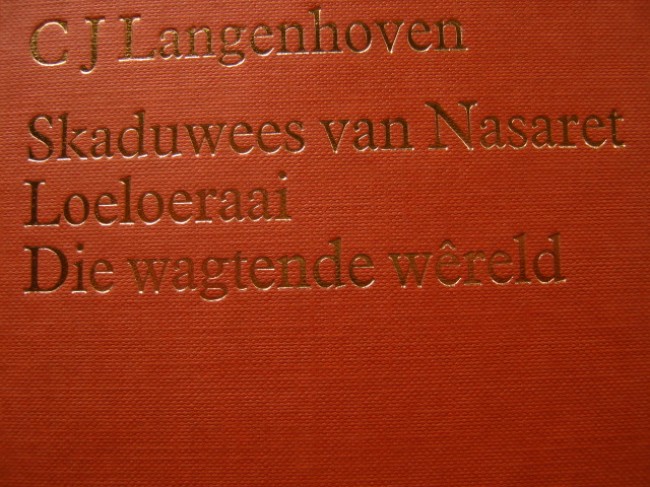 C J Langenhoven
Skaduwees van Nasaret
Loeloeraai
Die wagtende wêreld